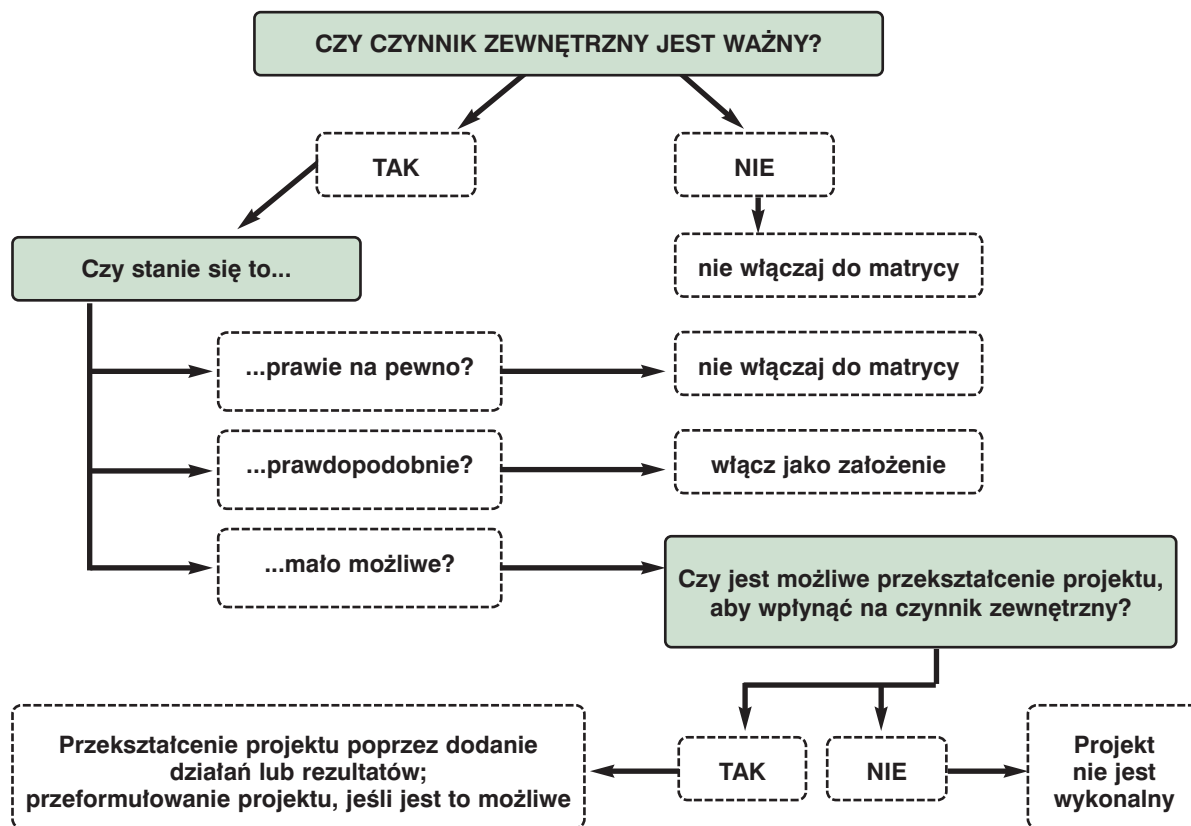 CZY CZYNNIK ZEWNĘTRZNY JEST WAŻNY?
TAK
NIE
Czy stanie się to...
nie włączaj do matrycy
...prawie na pewno?
nie włączaj do matrycy
...prawdopodobnie?
włącz jako założenie
...mało możliwe?
Czy jest możliwe przekształcenie projektu,
aby wpłynąć na czynnik zewnętrzny?
Przekształcenie projektu poprzez dodanie
działań lub rezultatów;
przeformułowanie projektu, jeśli jest to możliwe
TAK
NIE
Projekt
nie jest
wykonalny